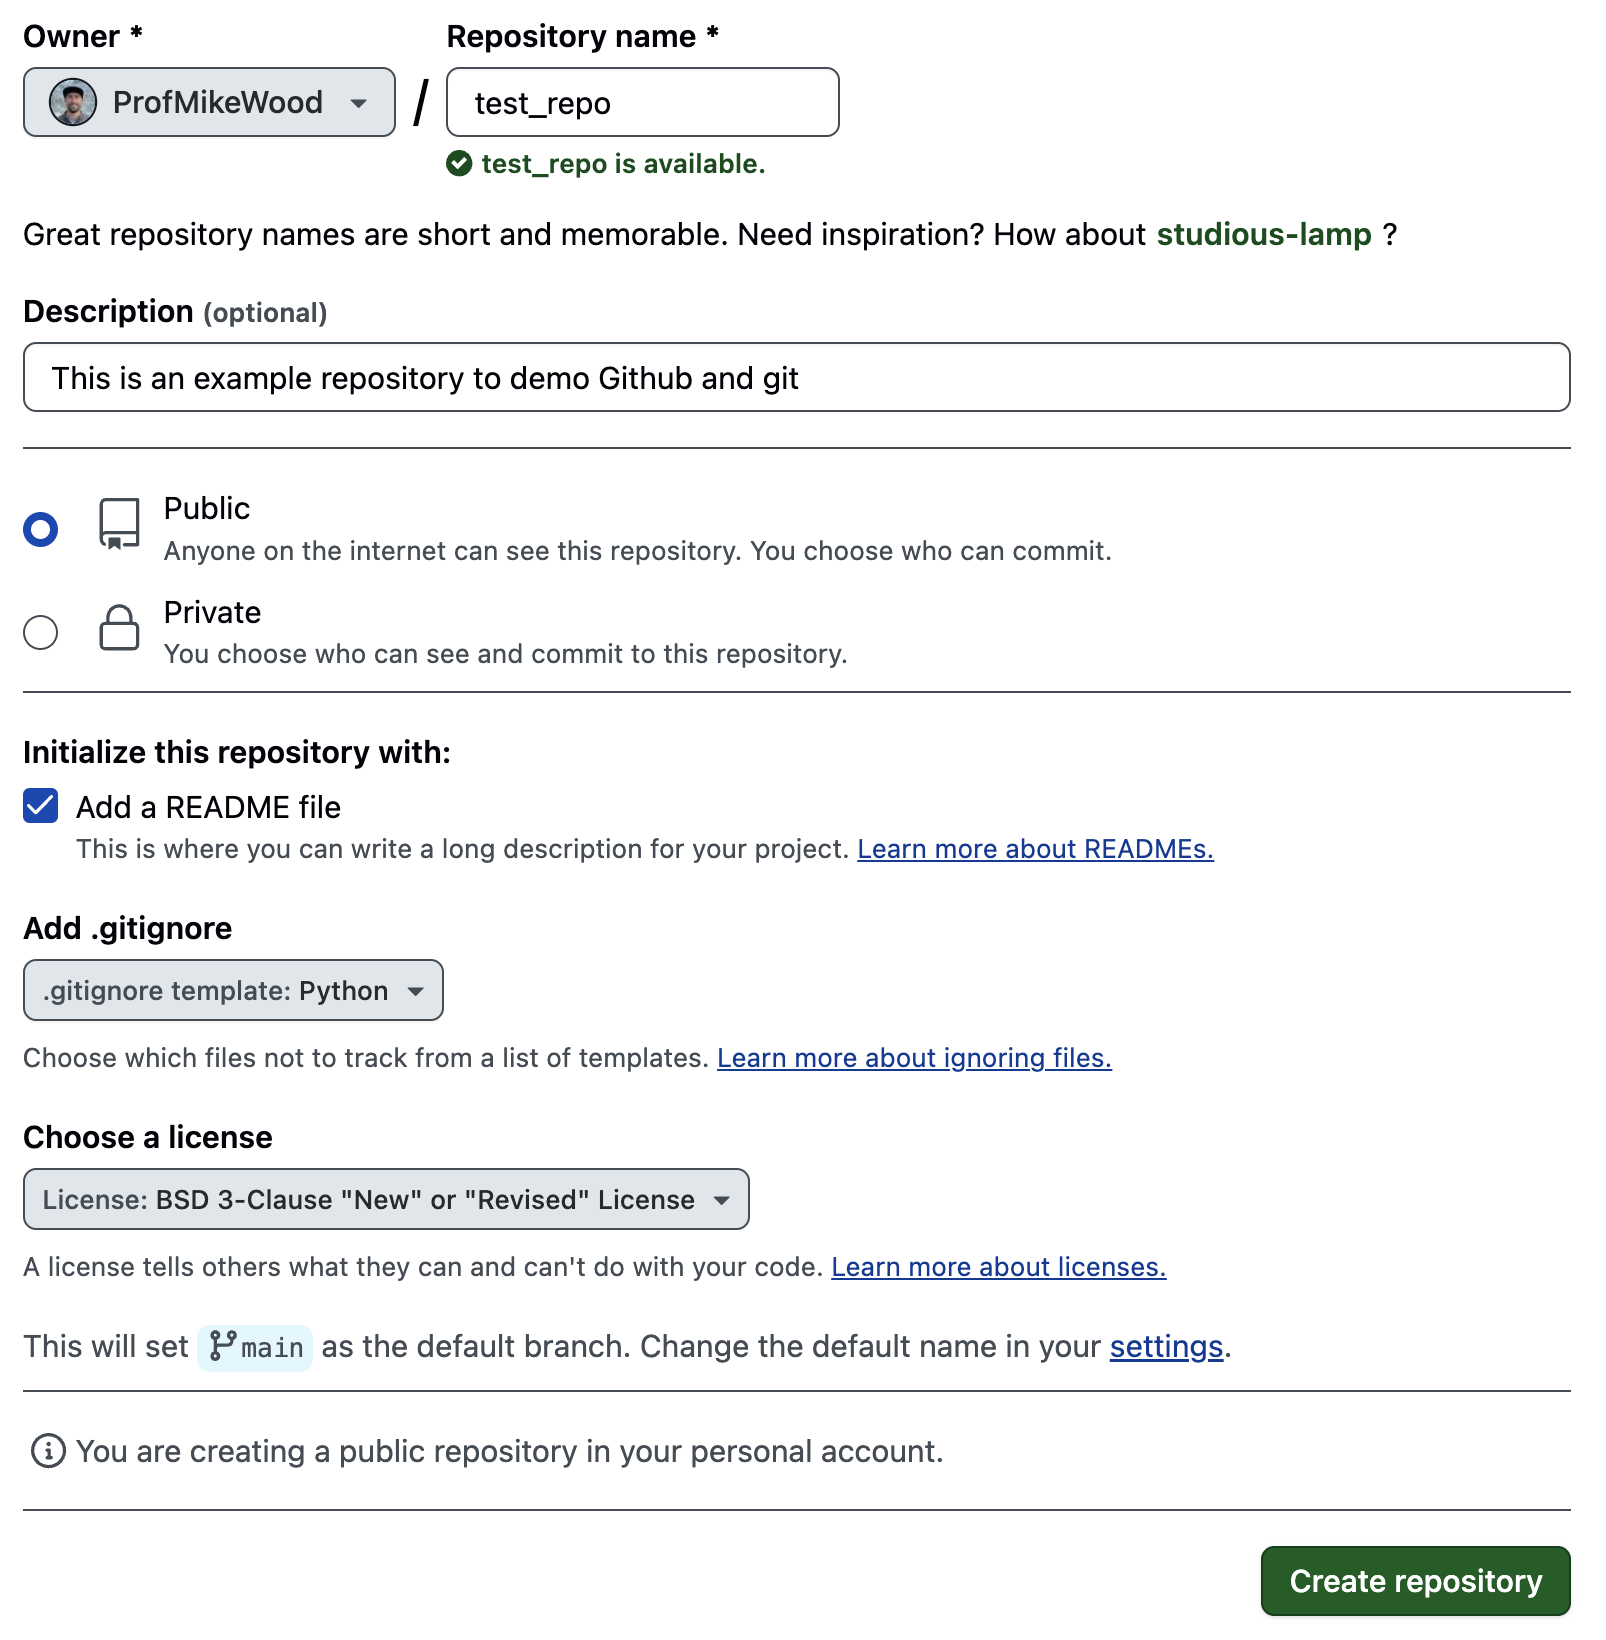 Owner * Repository name *
ProfMikeWood / test_repo
test_repo is available.
Great repository names are short and memorable. Need inspiration? How about studious-lamp ?
Description (optional)
This is an example repository to demo Github and git
Public
Anyone on the internet can see this repository. You choose who can commit.
Private
You choose who can see and commit to this repository.
Initialize this repository with:
Add a README file
This is where you can write a long description for your project. Learn more about READMEs.
Add .gitignore
.gitignore template: Python
Choose which files not to track from a list of templates. Learn more about ignoring files.
Choose a license
License: BSD 3-Clause "New" or "Revised" License
A license tells others what they can and can't do with your code. Learn more about licenses.
This will set main as the default branch. Change the default name in your settings.
You are creating a public repository in your personal account.
Create repository